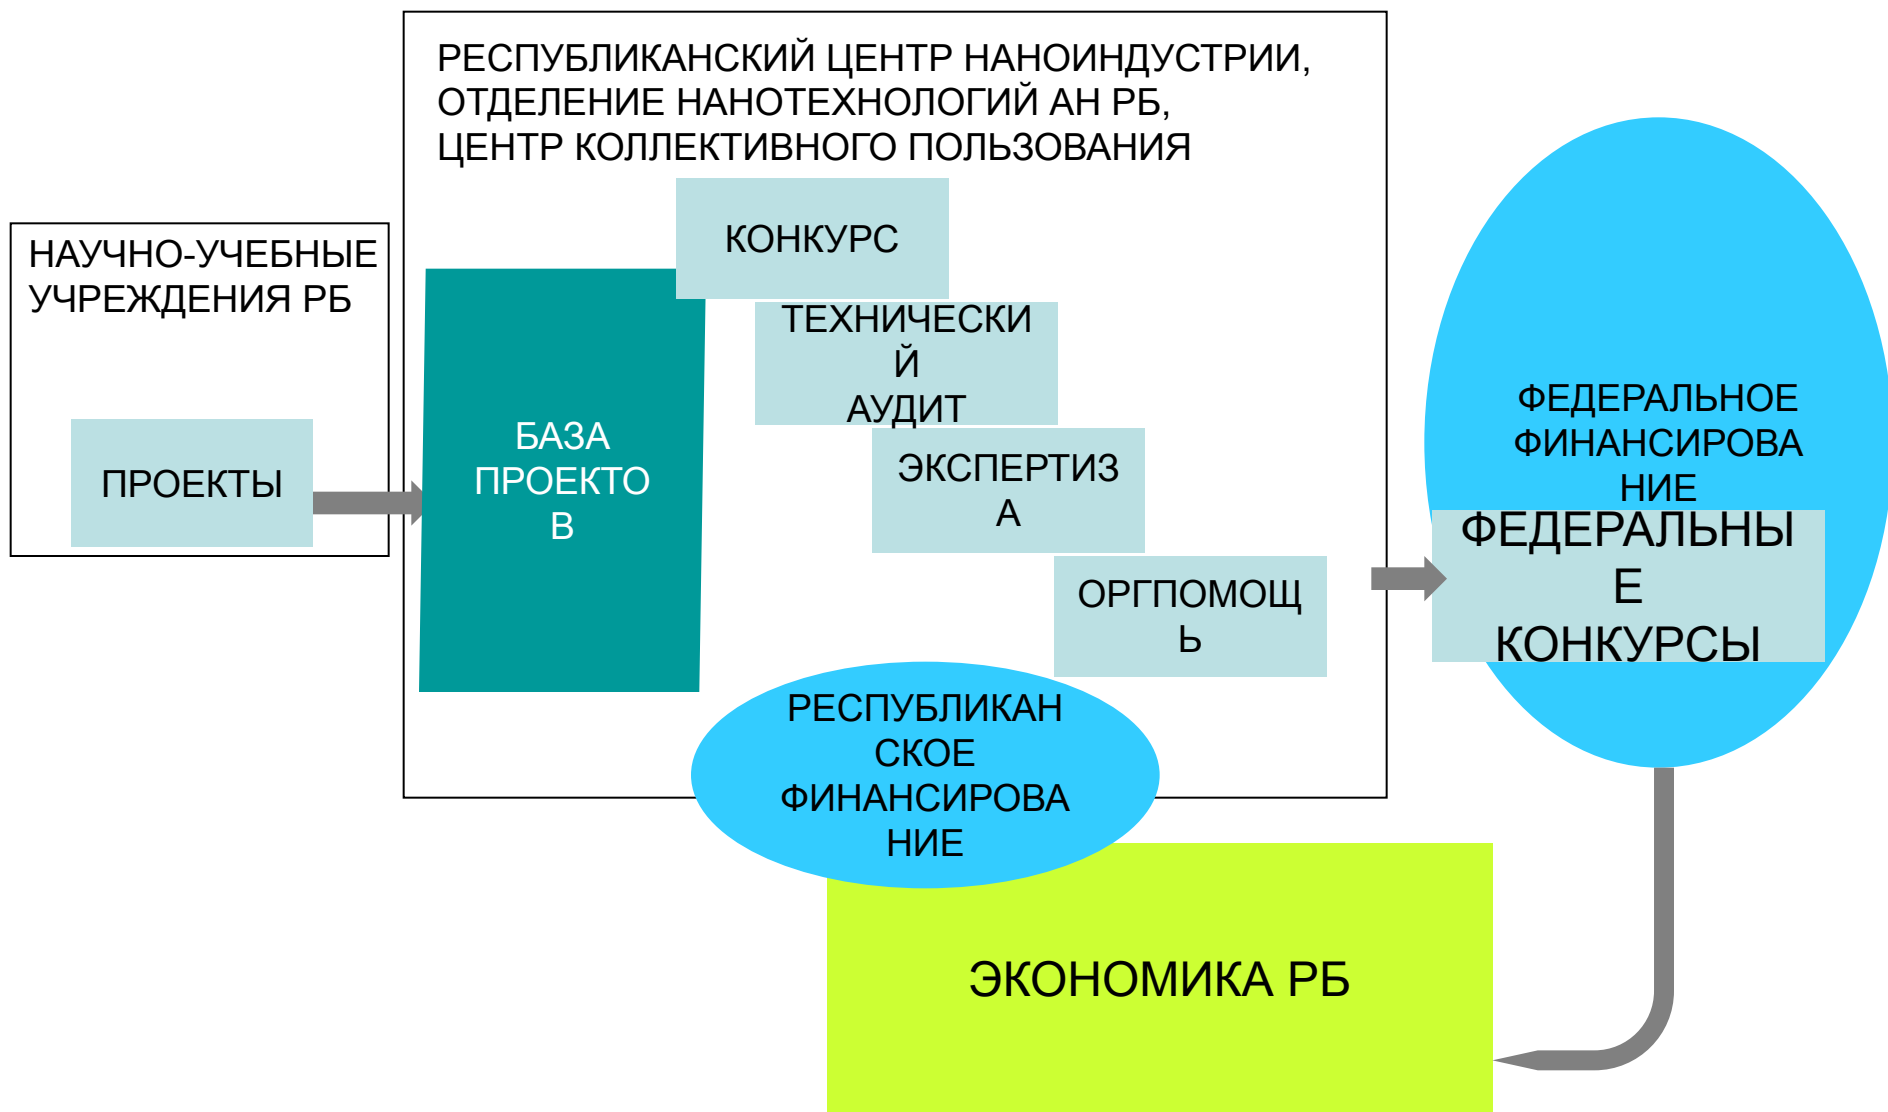 РЕСПУБЛИКАНСКИЙ ЦЕНТР НАНОИНДУСТРИИ,
ОТДЕЛЕНИЕ НАНОТЕХНОЛОГИЙ АН РБ,
ЦЕНТР КОЛЛЕКТИВНОГО ПОЛЬЗОВАНИЯ
НАУЧНО-УЧЕБНЫЕ
УЧРЕЖДЕНИЯ РБ
ПРОЕКТЫ
БАЗА
ПРОЕКТО
В
КОНКУРС
ТЕХНИЧЕСКИ
Й
АУДИТ
ЭКСПЕРТИЗ
А
ОРГПОМОЩ
Ь
РЕСПУБЛИКАН
СКОЕ
ФИНАНСИРОВА
НИЕ
ФЕДЕРАЛЬНОЕ
ФИНАНСИРОВА
НИЕ
ФЕДЕРАЛЬНЫ
Е
КОНКУРСЫ
ЭКОНОМИКА РБ